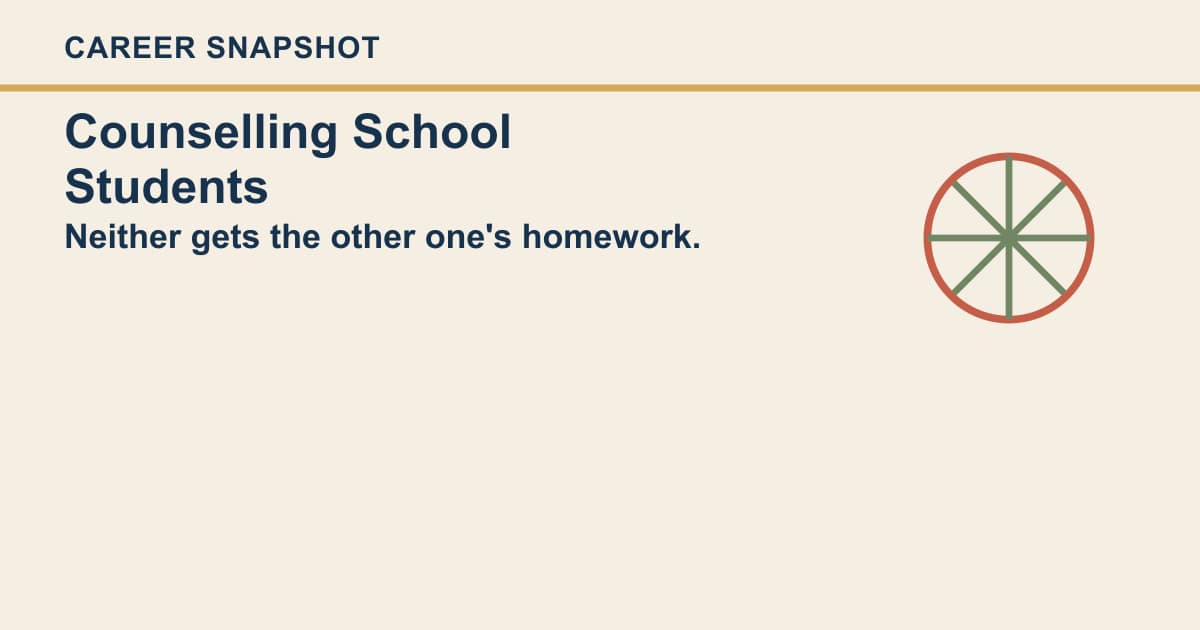 CAREER SNAPSHOT
Counselling School
Students
Neither gets the other one's homework.